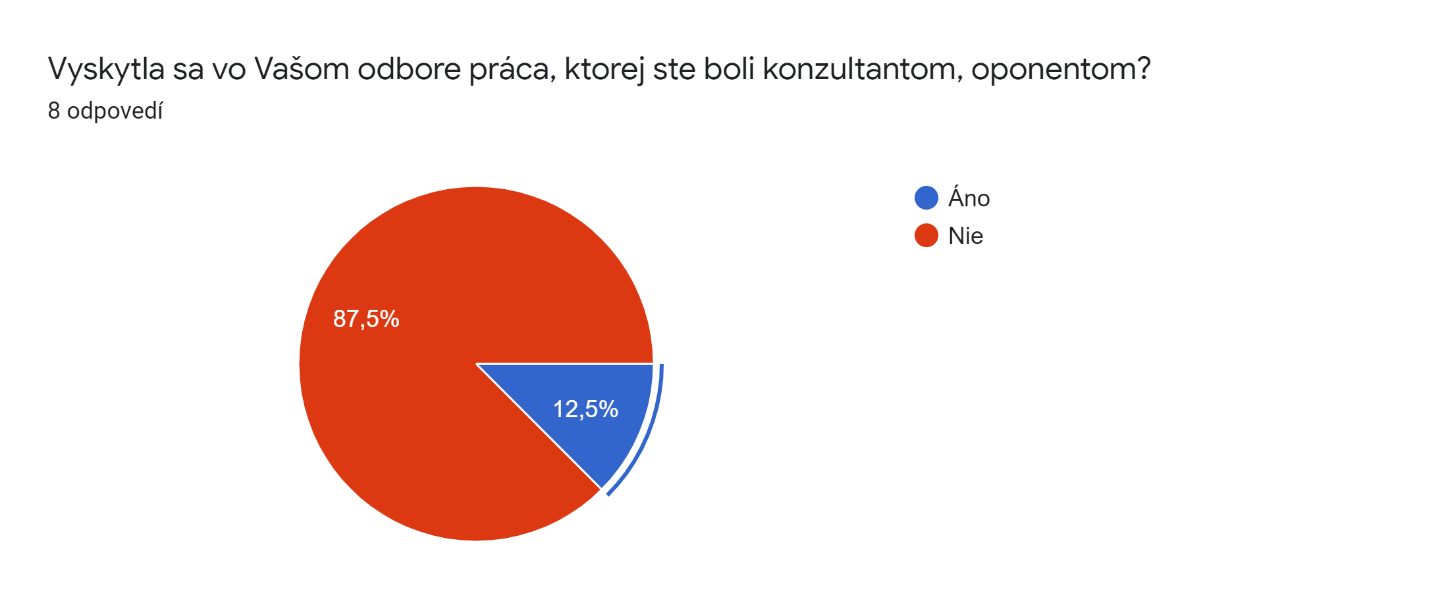 Vyskytla sa vo Vašom odbore práca, ktorej ste boli konzultantom, oponentom?
8 odpovedí
Áno
Nie
87,5%
12,5%